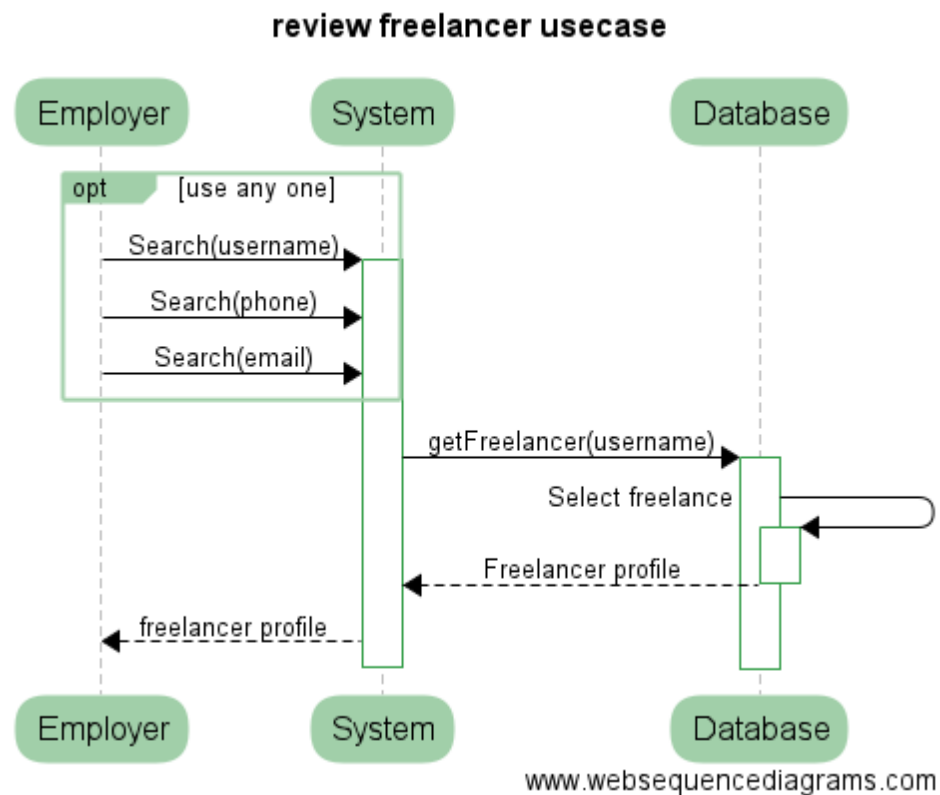 review freelancer usecase
Employer
System
Database
opt
[use any one]
Search(username)
Search(phone)
Search(email)
getFreelancer(username)
Select freelance
Freelancer profile
freelancer profile
Employer
System
Database
www.websequencediagrams.com